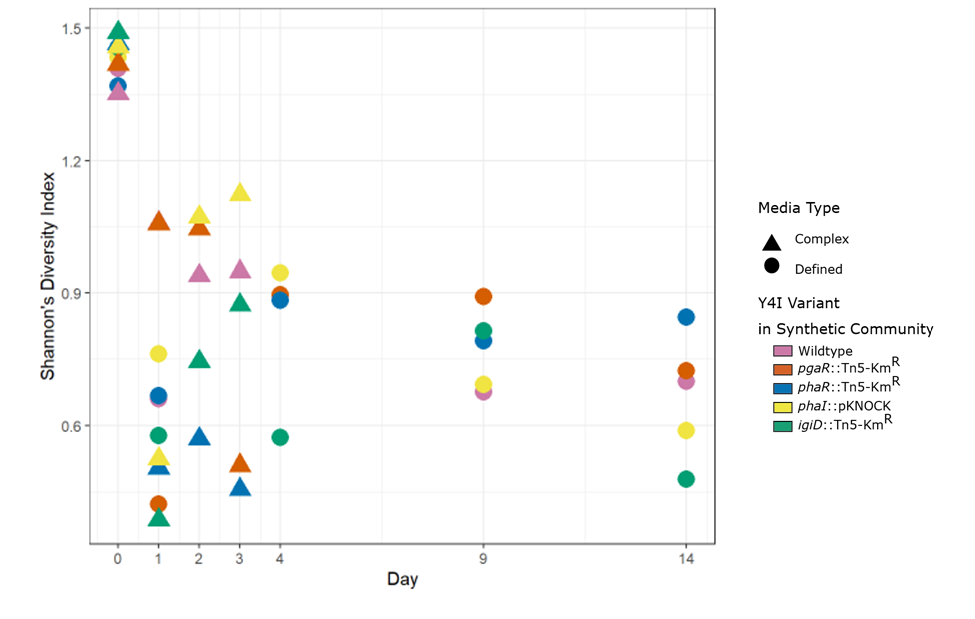 1.5
1.2
0.9
0.6
Shannon's Diversity Index
0 1 2 3 4 9 14
Day
Media Type
Complex
Defined
Y4I Variant
in Synthetic Community
Wildtype
pgaR::Tn5-KmR
phaR::Tn5-KmR
phaI::pKNOCK
igiD::Tn5-KmR